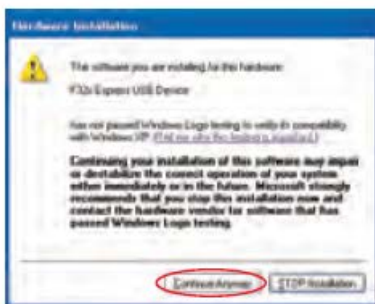 Hardware Installation
The software you are installing for this hardware:
F32x Express USB Device
has not passed Windows Logo testing to verify its compatibility
with Windows XP. (Tell me why this testing is important.)
Continuing your installation of this software may impair
or destabilize the correct operation of your system
either immediately or in the future. Microsoft strongly
recommends that you stop this installation now and
contact the hardware vendor for software that has
passed Windows Logo testing.
Continue Anyway
STOP Installation